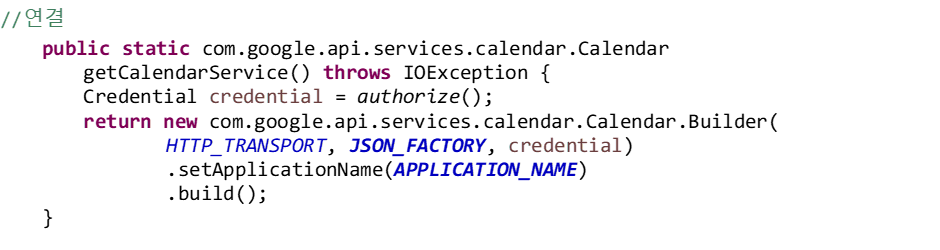 //연결
public static com.google.api.services.calendar.Calendar
getCalendarService() throws IOException {
Credential credential = authorize();
return new com.google.api.services.calendar.Calendar.Builder(
HTTP_TRANSPORT, JSON_FACTORY, credential)
.setApplicationName(APPLICATION_NAME)
.build();
}